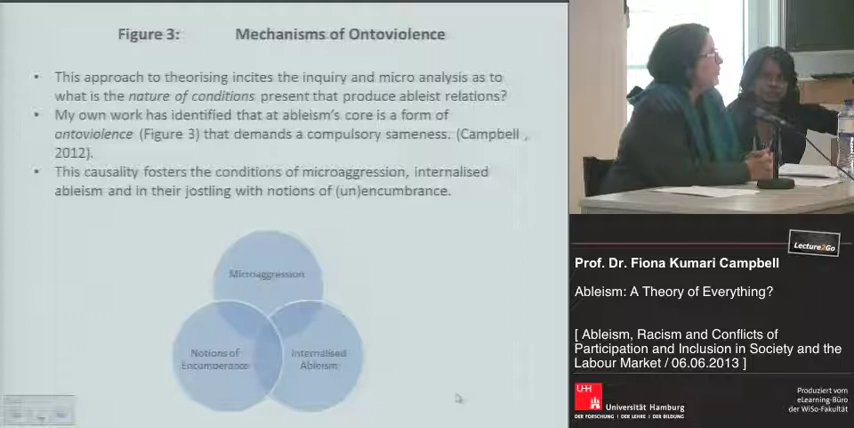 Figure 3: Mechanisms of Ontoviolence
• This approach to theorising incites the inquiry and micro analysis as to
what is the nature of conditions present that produce ableist relations?
• My own work has identified that at ableism's core is a form of
ontoviolence (Figure 3) that demands a compulsory sameness. (Campbell ,
2012).
• This causality fosters the conditions of microaggression, internalised
ableism and in their jostling with notions of (un)encumbrance.
Microaggression
Notions of
Encumperance
Internalised
Ableism
Lecture2Go
Prof. Dr. Fiona Kumari Campbell
Ableism: A Theory of Everything?
[ Ableism, Racism and Conflicts of
Participation and Inclusion in Society and the
Labour Market / 06.06.2013 ]
UH
Universität Hamburg
DER FORSCHUNG | DER LEHRE | DER BILDUNG
Produziert vom
eLearning-Büro
der WiSo-Fakultät